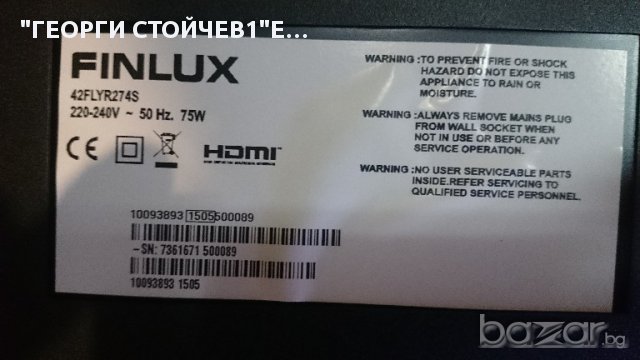 "ГЕОРГИ СТОЙЧЕВ1"Е...
FINLUX
42FLYR274S
220-240V ~ 50 Hz. 75W
CE HDMI
WARNING :TO PREVENT FIRE OR SHOCK
HAZARD DO NOT EXPOSE THIS
APPLIANCE TO RAIN OR
MOISTURE.
WARNING :ALWAYS REMOVE MAINS PLUG
FROM WALL SOCKET WHEN
NOT IN USE OR BEFORE ANY
SERVICE OPERATION.
WARNING :NO USER SERVICEABLE PARTS
INSIDE.REFER SERVICING TO
QUALIFIED SERVICE PERSONNEL.
10093893 1505 500089
-SN: 7361671 500089
10093893 1505
bazar.bg